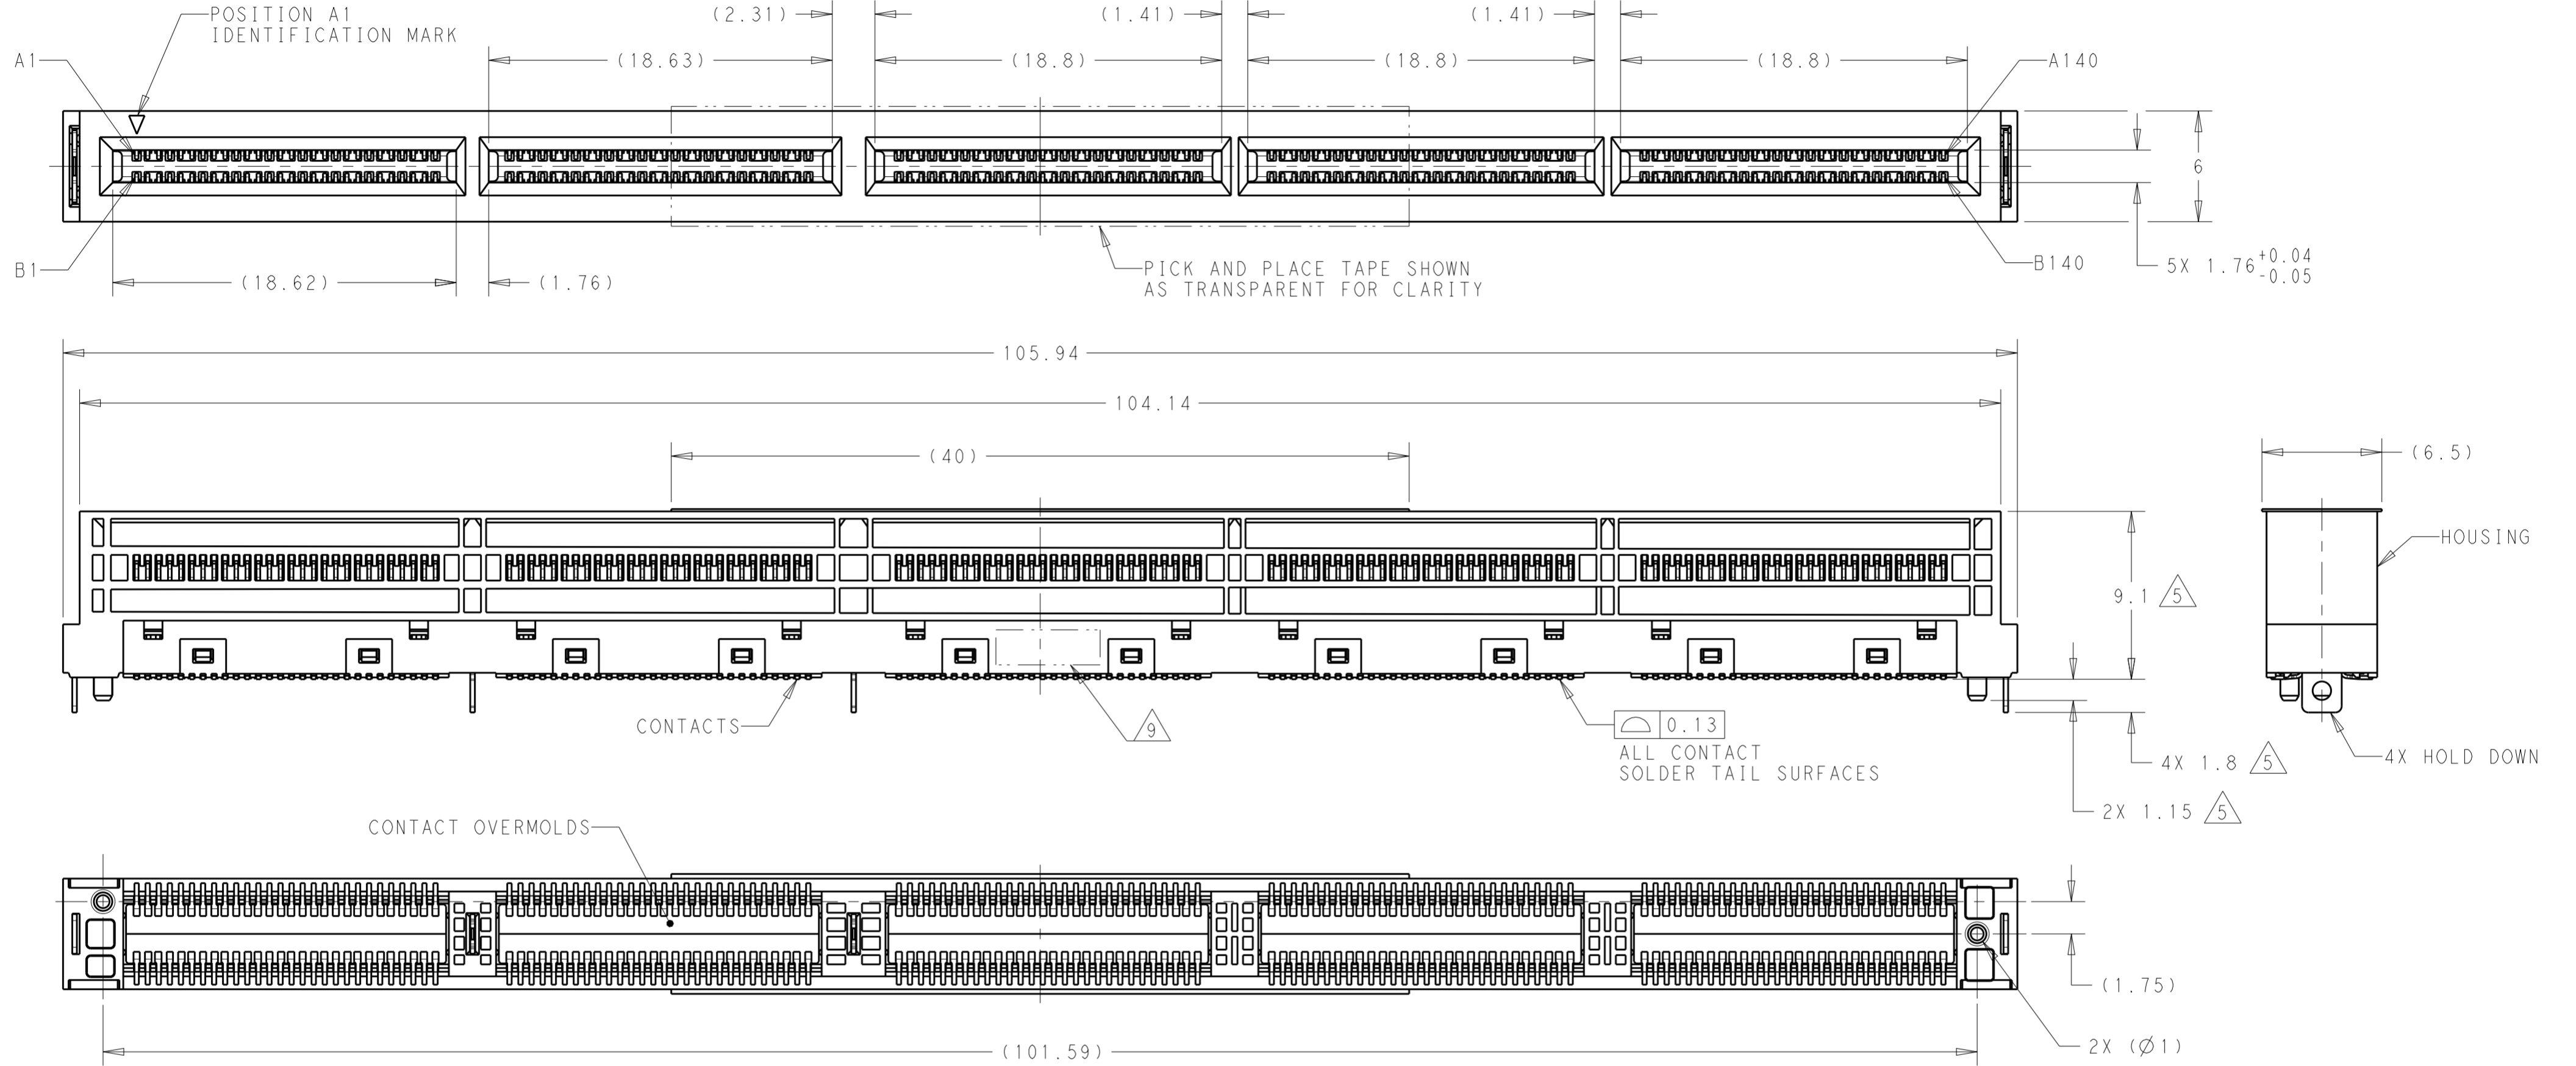 POSITION A1
IDENTIFICATION MARK
(2.31)
(1.41)
(1.41)
A1
(18.63)
(18.8)
(18.8)
(18.8)
A140
6
B1
(18.62)
(1.76)
PICK AND PLACE TAPE SHOWN
AS TRANSPARENT FOR CLARITY
B140
5X 1.76 +0.04
-0.05
105.94
104.14
(40)
(6.5)
HOUSING
9.1 5
CONTACTS
9
0.13
ALL CONTACT
SOLDER TAIL SURFACES
4X 1.8 5
4X HOLD DOWN
2X 1.15 5
CONTACT OVERMOLDS
(1.75)
2X (Ø1)
(101.59)